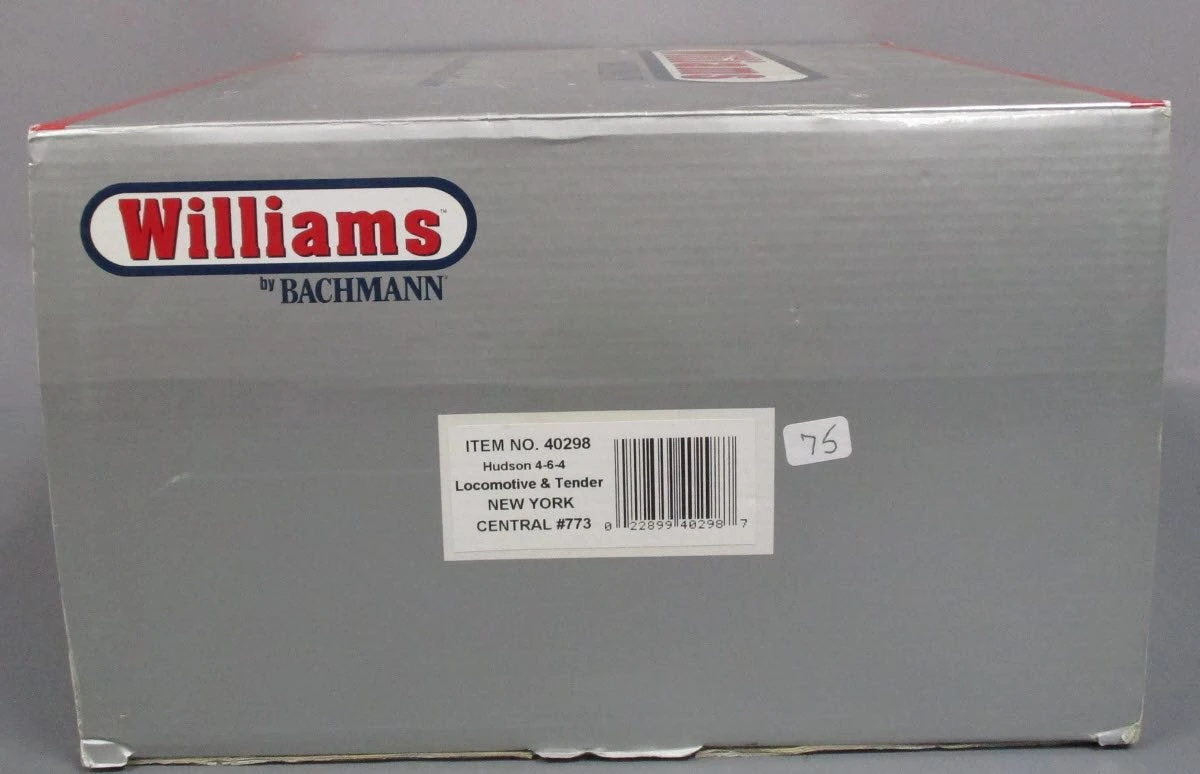 Williams
Williams™
by BACHMANN
ITEM NO. 40298
Hudson 4-6-4
Locomotive & Tender
NEW YORK
CENTRAL #773
0 22899 40298 7
75